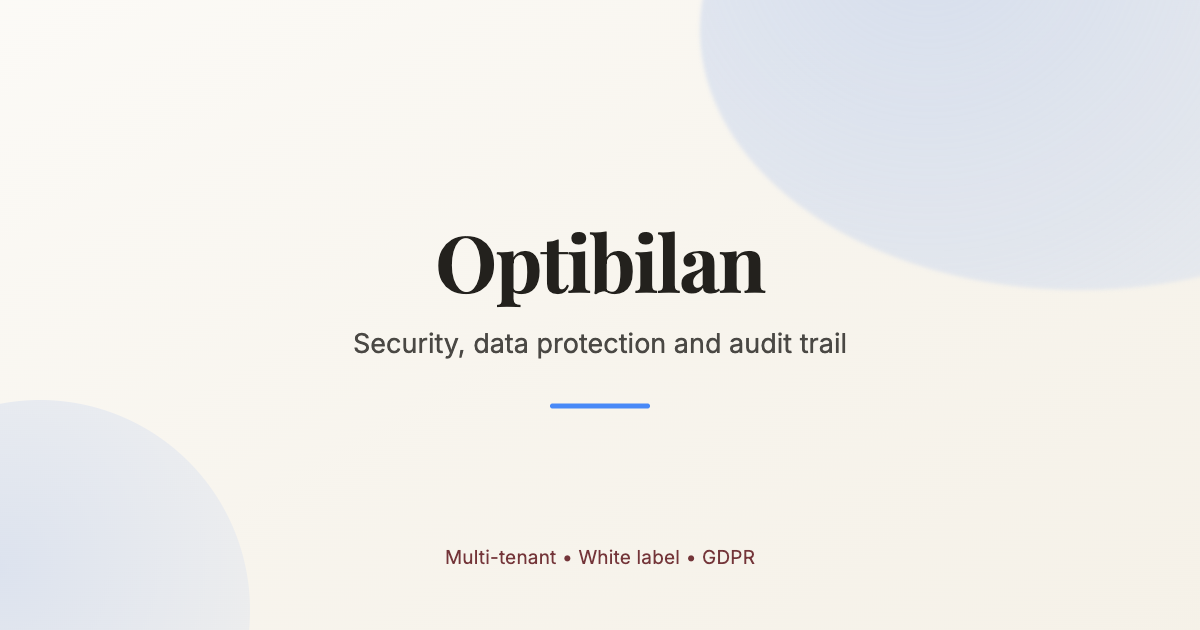 Optibilan
Security, data protection and audit trail
Multi-tenant • White label • GDPR